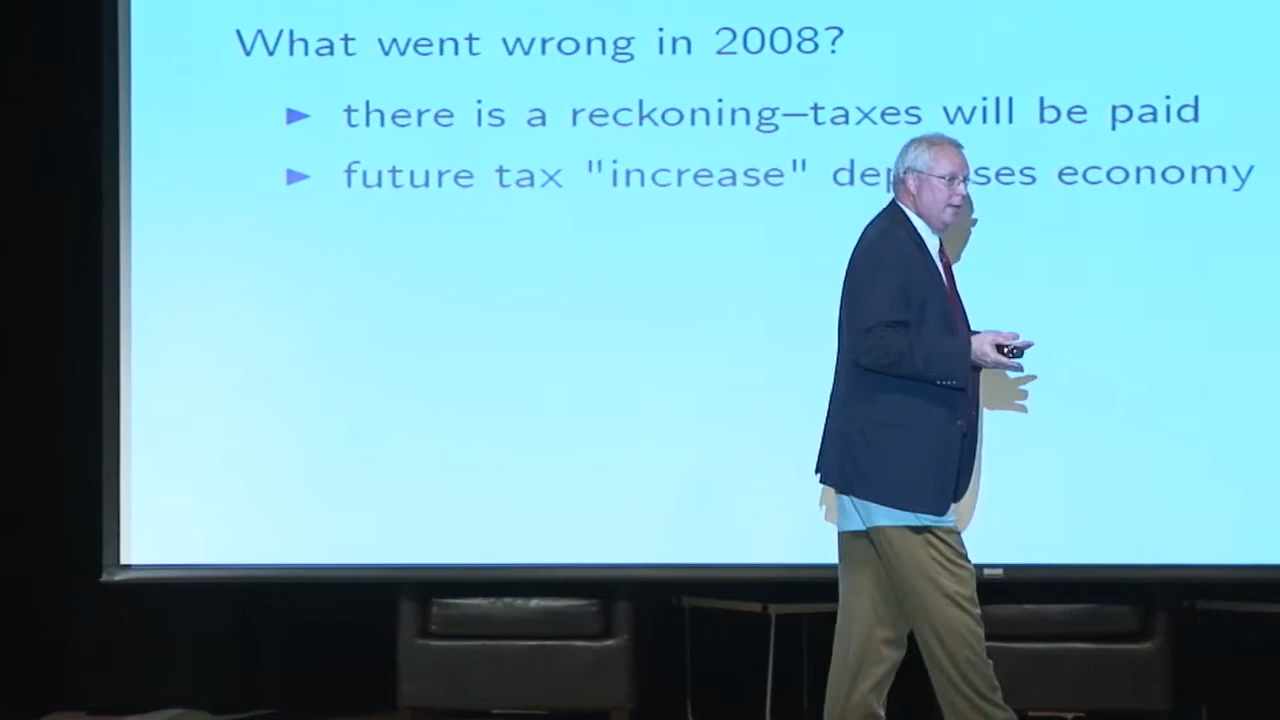 What went wrong in 2008?
► there is a reckoning–taxes will be paid
► future tax "increase" economy